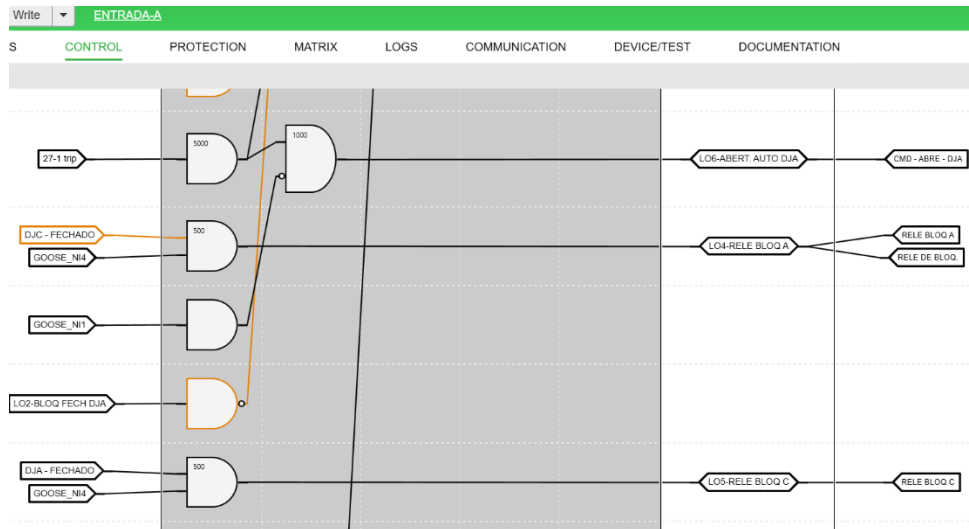 Write ENTRADA-A
S CONTROL PROTECTION MATRIX LOGS COMMUNICATION DEVICE/TEST DOCUMENTATION
27-1 trip
5000
1000
LO6-ABERT. AUTO DJA
CMD - ABRE - DJA
DJC - FECHADO
GOOSE_NI4
500
LO4-RELE BLOQ A
RELE BLOQ A
RELE DE BLOQ.
GOOSE_NI1
LO2-BLOQ FECH DJA
DJA - FECHADO
GOOSE_NI4
500
LO5-RELE BLOQ C
RELE BLOQ C